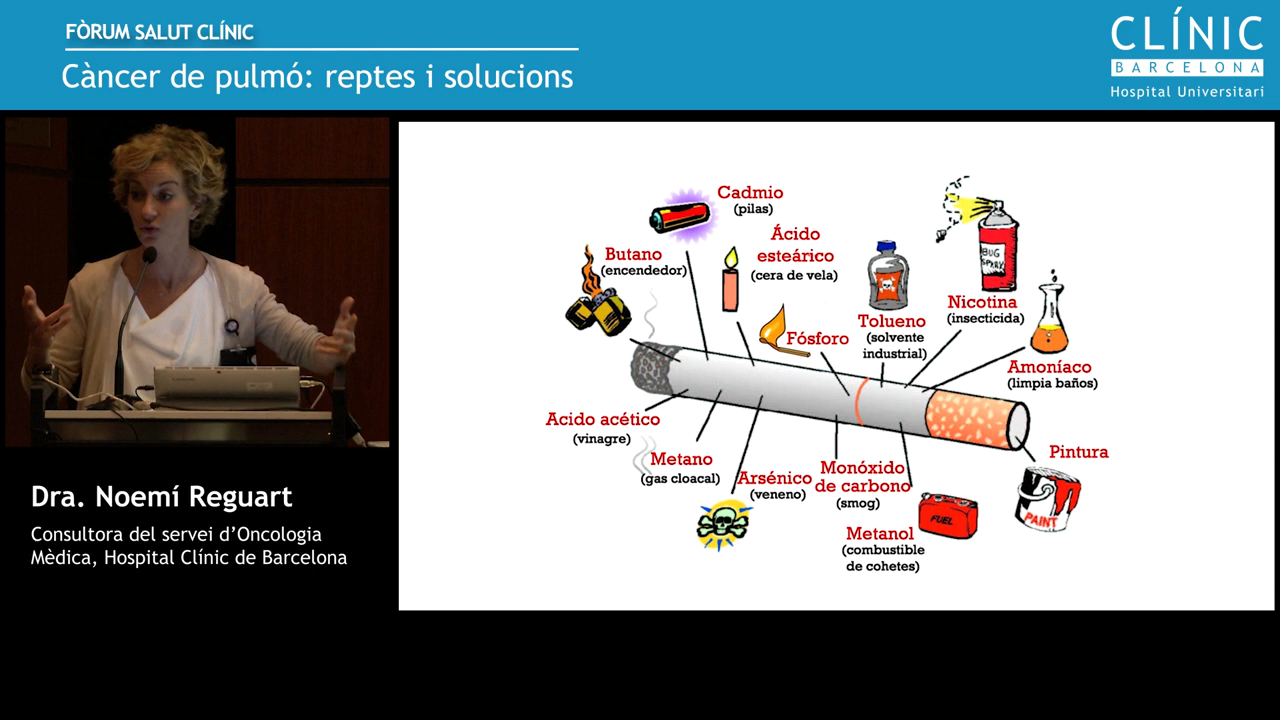 FÒRUM SALUT CLÍNIC
Càncer de pulmó: reptes i solucions
CLÍNIC
BARCELONA
Hospital Universitari
Cadmio
(pilas)
Butano
(encendedor)
Ácido
esteárico
(cera de vela)
Fósforo
Tolueno
(solvente
industrial)
BUG
SPRAY
Nicotina
(insecticida)
Amoníaco
(limpia baños)
Acido acético
(vinagre)
Metano
(gas cloacal)
Arsénico
(veneno)
Monóxido
de carbono
(smog)
Metanol
(combustible
de cohetes)
FUEL
Pintura
PAINT
Dra. Noemí Reguart
Consultora del servei d’Oncologia
Mèdica, Hospital Clínic de Barcelona